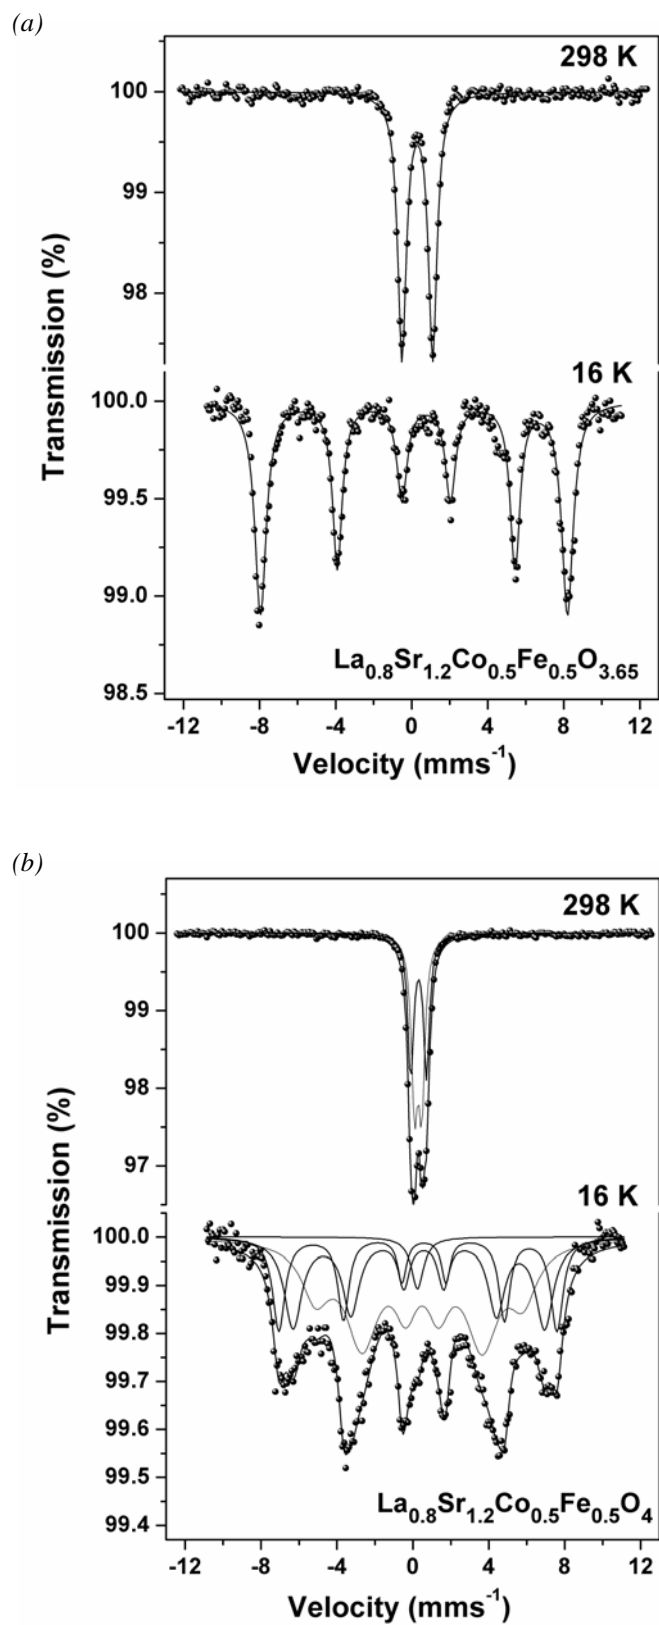 (a)
298 K
100
99
98
16 K
100.0
99.5
99.0
98.5
Transmission (%)
La0.8Sr1.2Co0.5Fe0.5O3.65
-12 -8 -4 0 4 8 12
Velocity (mms-1)
(b)
298 K
100
99
98
97
16 K
100.0
99.9
99.8
99.7
99.6
99.5
99.4
Transmission (%)
La0.8Sr1.2Co0.5Fe0.5O4
-12 -8 -4 0 4 8 12
Velocity (mms-1)